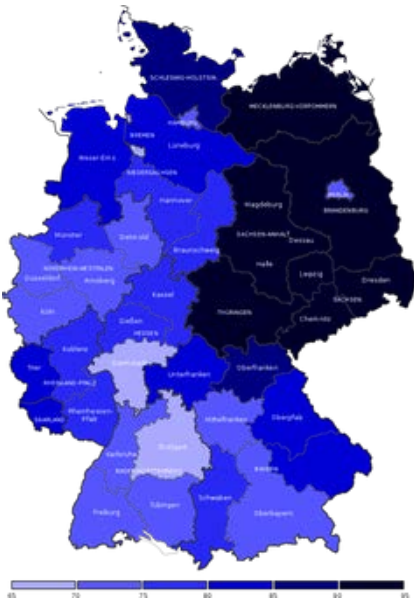 SCHLESWIG-HOLSTEIN
MECKLENBURG-VORPOMMERN
HAMBURG
BREMEN
Lüneburg
Weser-Ems
NIEDERSACHSEN
Hannover
Magdeburg
BERLIN
BRANDENBURG
Münster
Detmold
SACHSEN-ANHALT
Dessau
Braunschweig
NORDRHEIN-WESTFALEN
Düsseldorf
Arnsberg
Halle
Leipzig
Dresden
Kassel
SACHSEN
Köln
THÜRINGEN
Chemnitz
Gießen
HESSEN
Koblenz
Darmstadt
Trier
Unterfranken
Oberfranken
RHEINLAND-PFALZ
Rheinhessen-
Pfalz
SAARLAND
Mittelfranken
Oberpfalz
Karlsruhe
Stuttgart
BADEN-WÜRTTEMBERG
BAYERN
Schwaben
Tübingen
Freiburg
Oberbayern
65 70 75 80 85 90 95